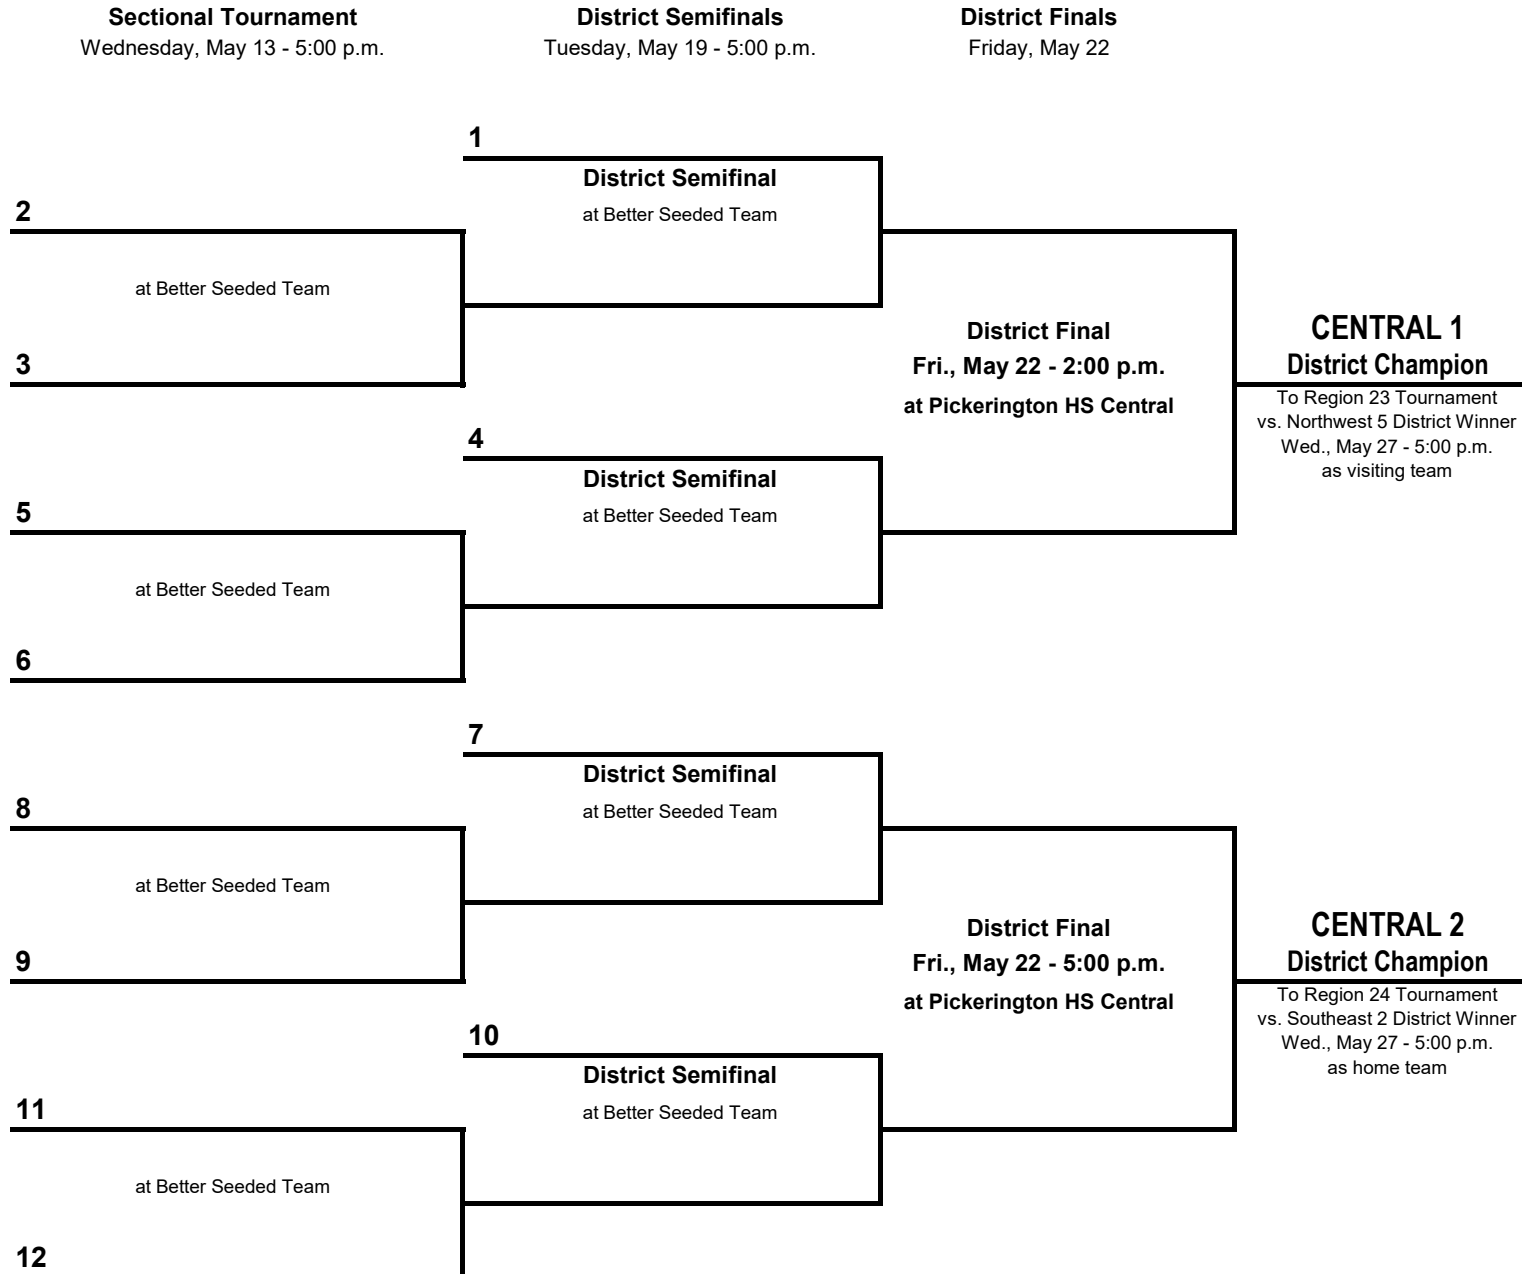 Sectional Tournament
Wednesday, May 13 - 5:00 p.m.
District Semifinals
Tuesday, May 19 - 5:00 p.m.
District Finals
Friday, May 22
1
District Semifinal
at Better Seeded Team
2
at Better Seeded Team
3
District Final
Fri., May 22 - 2:00 p.m.
at Pickerington HS Central
CENTRAL 1
District Champion
To Region 23 Tournament
vs. Northwest 5 District Winner
Wed., May 27 - 5:00 p.m.
as visiting team
4
District Semifinal
at Better Seeded Team
5
at Better Seeded Team
6
7
District Semifinal
at Better Seeded Team
8
at Better Seeded Team
9
District Final
Fri., May 22 - 5:00 p.m.
at Pickerington HS Central
CENTRAL 2
District Champion
To Region 24 Tournament
vs. Southeast 2 District Winner
Wed., May 27 - 5:00 p.m.
as home team
10
District Semifinal
at Better Seeded Team
11
at Better Seeded Team
12